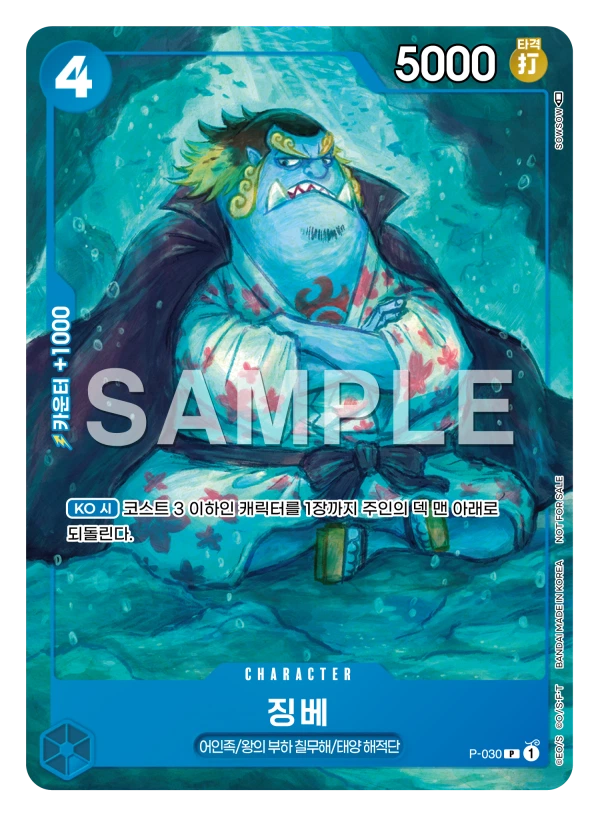 4
5000
타격
打
SOWSOW
카운터 +1000
SAMPLE
KO 시 코스트 3 이하인 캐릭터를 1장까지 주인의 덱 맨 아래로
되돌린다.
CHARACTER
징베
어인족/왕의 부하 칠무해/태양 해적단
P-030 P 1
©EO/S ©O/S·F·T BANDAI MADE IN KOREA NOT FOR SALE